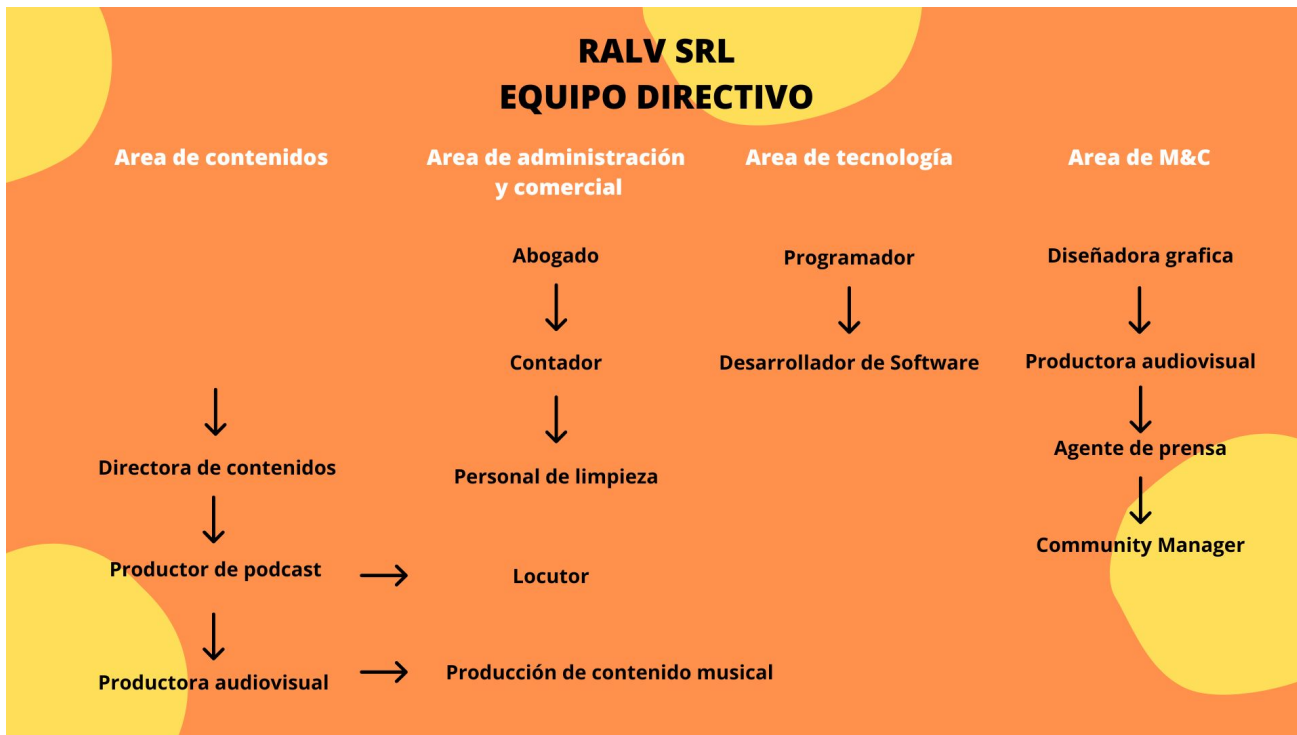 RALV SRL
EQUIPO DIRECTIVO
Area de contenidos
Area de administración
y comercial
Area de tecnología
Area de M&C
Abogado
Programador
Diseñadora grafica
Contador
Desarrollador de Software
Productora audiovisual
Directora de contenidos
Personal de limpieza
Agente de prensa
Productor de podcast
Locutor
Community Manager
Productora audiovisual
Producción de contenido musical